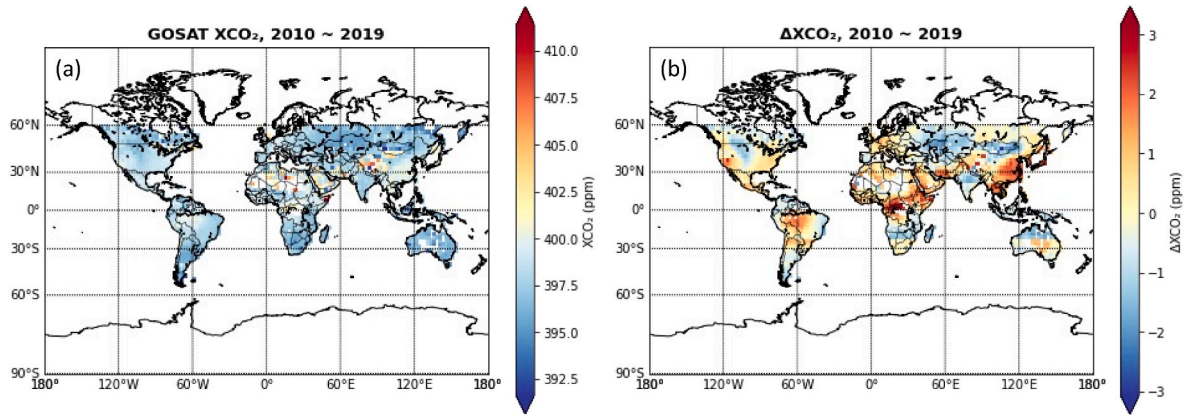 GOSAT XCO₂, 2010 ~ 2019
(a)
60°N
30°N
0°
30°S
60°S
90°S
180° 120°W 60°W 0° 60°E 120°E 180°
410.0
407.5
405.0
402.5
400.0
397.5
395.0
392.5
XCO₂ (ppm)
ΔXCO₂, 2010 ~ 2019
(b)
60°N
30°N
0°
30°S
60°S
90°S
180° 120°W 60°W 0° 60°E 120°E 180°
3
2
1
0
−1
−2
−3
ΔXCO₂ (ppm)